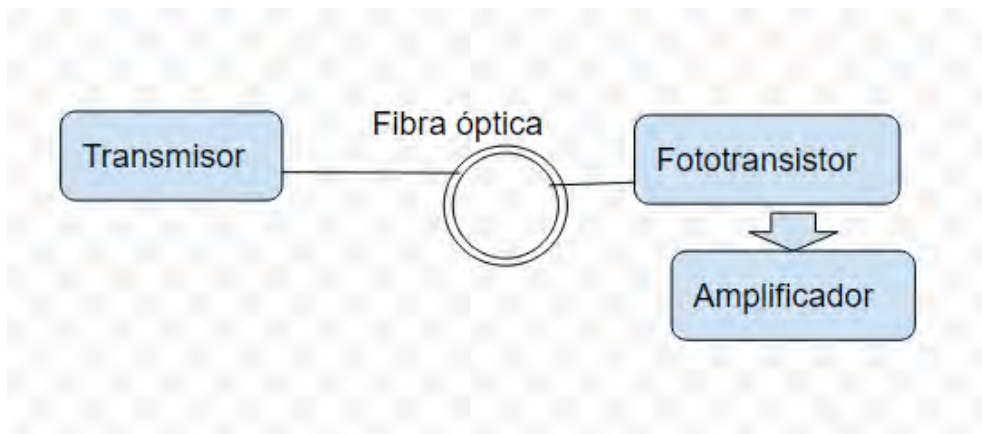 Fibra óptica
Transmisor
Fototransistor
Amplificador